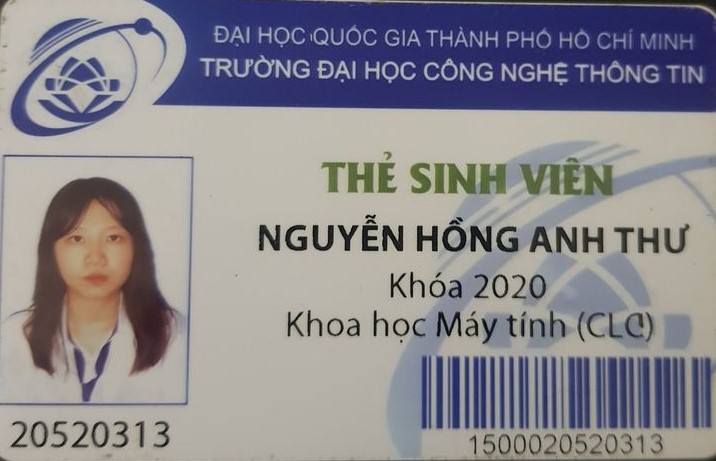 ĐẠI HỌC QUỐC GIA THÀNH PHỐ HỒ CHÍ MINH
TRƯỜNG ĐẠI HỌC CÔNG NGHỆ THÔNG TIN
THẺ SINH VIÊN
NGUYỄN HỒNG ANH THƯ
Khóa 2020
Khoa học Máy tính (CLC)
20520313
1500020520313